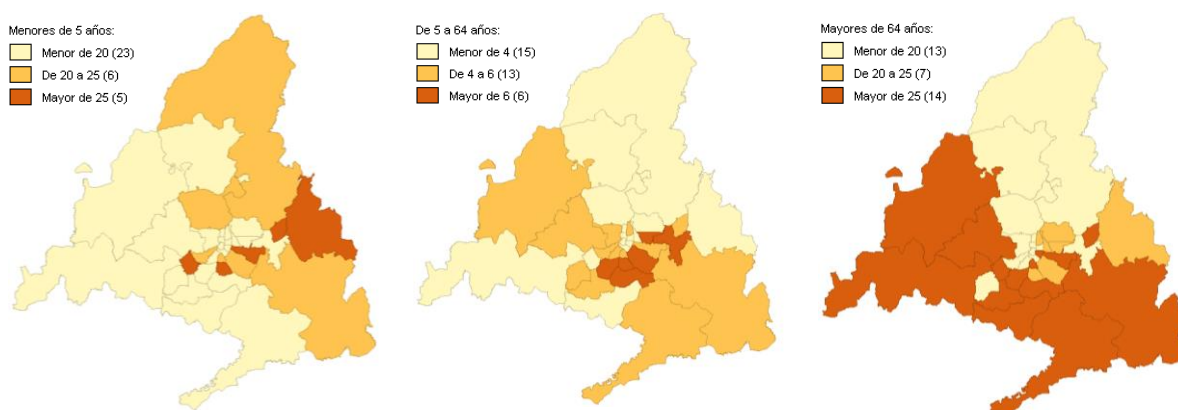 Menores de 5 años:
Menor de 20 (23)
De 20 a 25 (6)
Mayor de 25 (5)
De 5 a 64 años:
Menor de 4 (15)
De 4 a 6 (13)
Mayor de 6 (6)
Mayores de 64 años:
Menor de 20 (13)
De 20 a 25 (7)
Mayor de 25 (14)